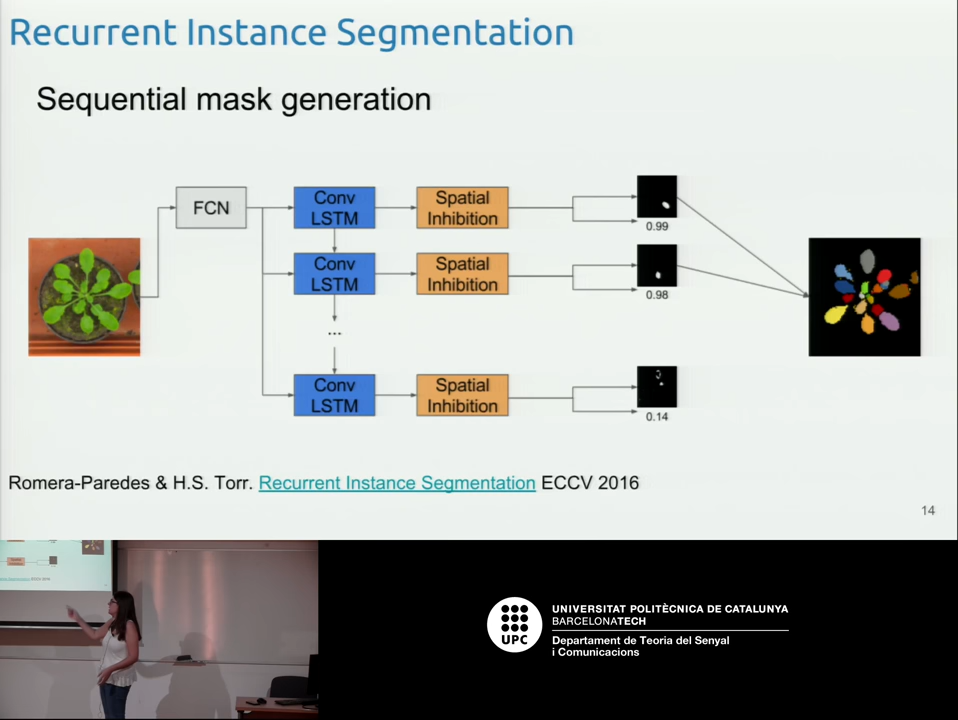 Recurrent Instance Segmentation
Sequential mask generation
FCN
Conv
LSTM
Spatial
Inhibition
0.99
Conv
LSTM
Spatial
Inhibition
0.98
...
Conv
LSTM
Spatial
Inhibition
0.14
Romera-Paredes & H.S. Torr. Recurrent Instance Segmentation ECCV 2016
14
UPC
UNIVERSITAT POLITÈCNICA DE CATALUNYA
BARCELONATECH
Departament de Teoria del Senyal
i Comunicacions